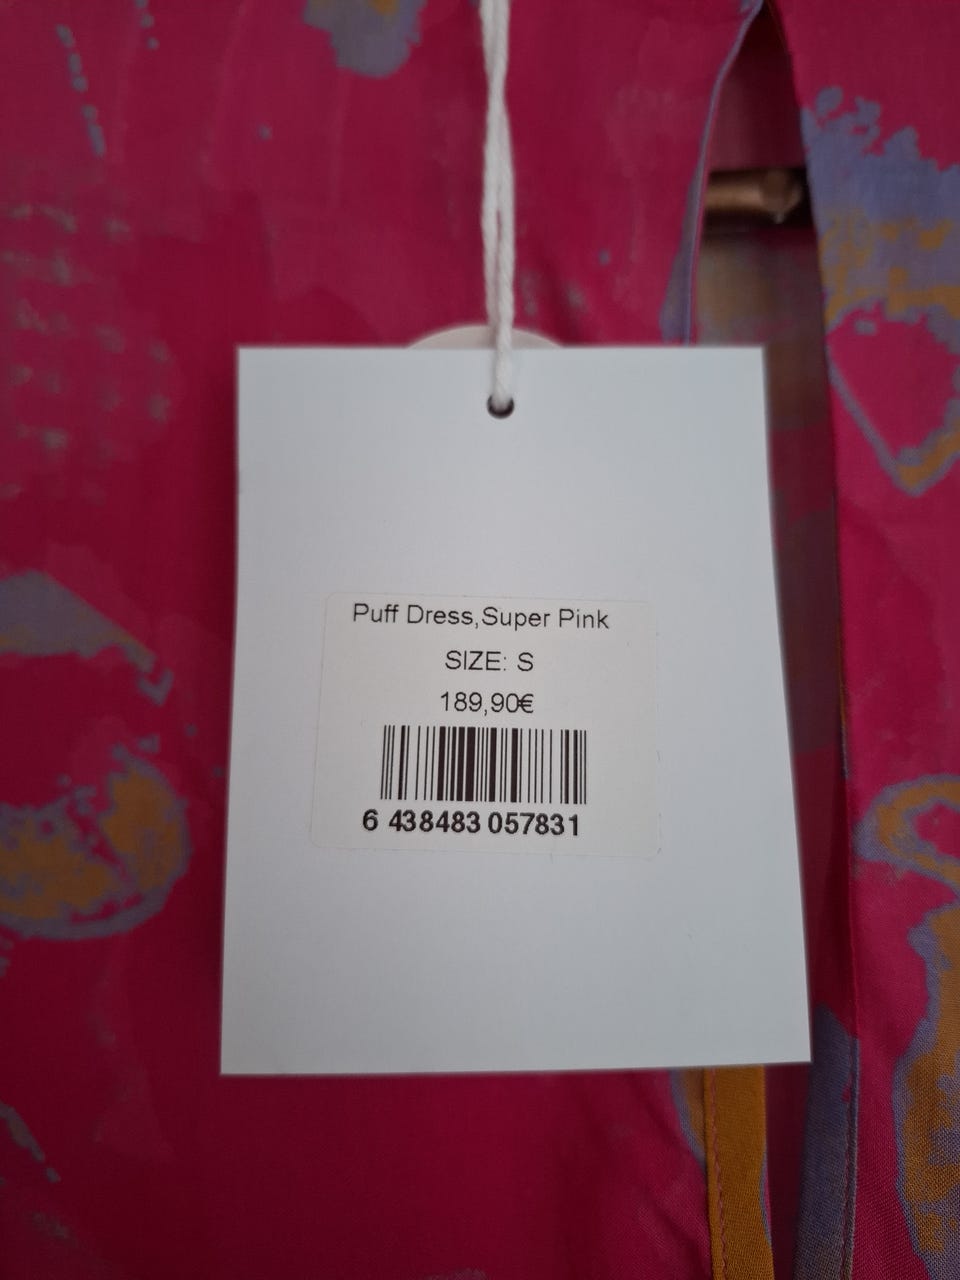 Puff Dress,Super Pink
SIZE: S
189,90€
6 438483 057831